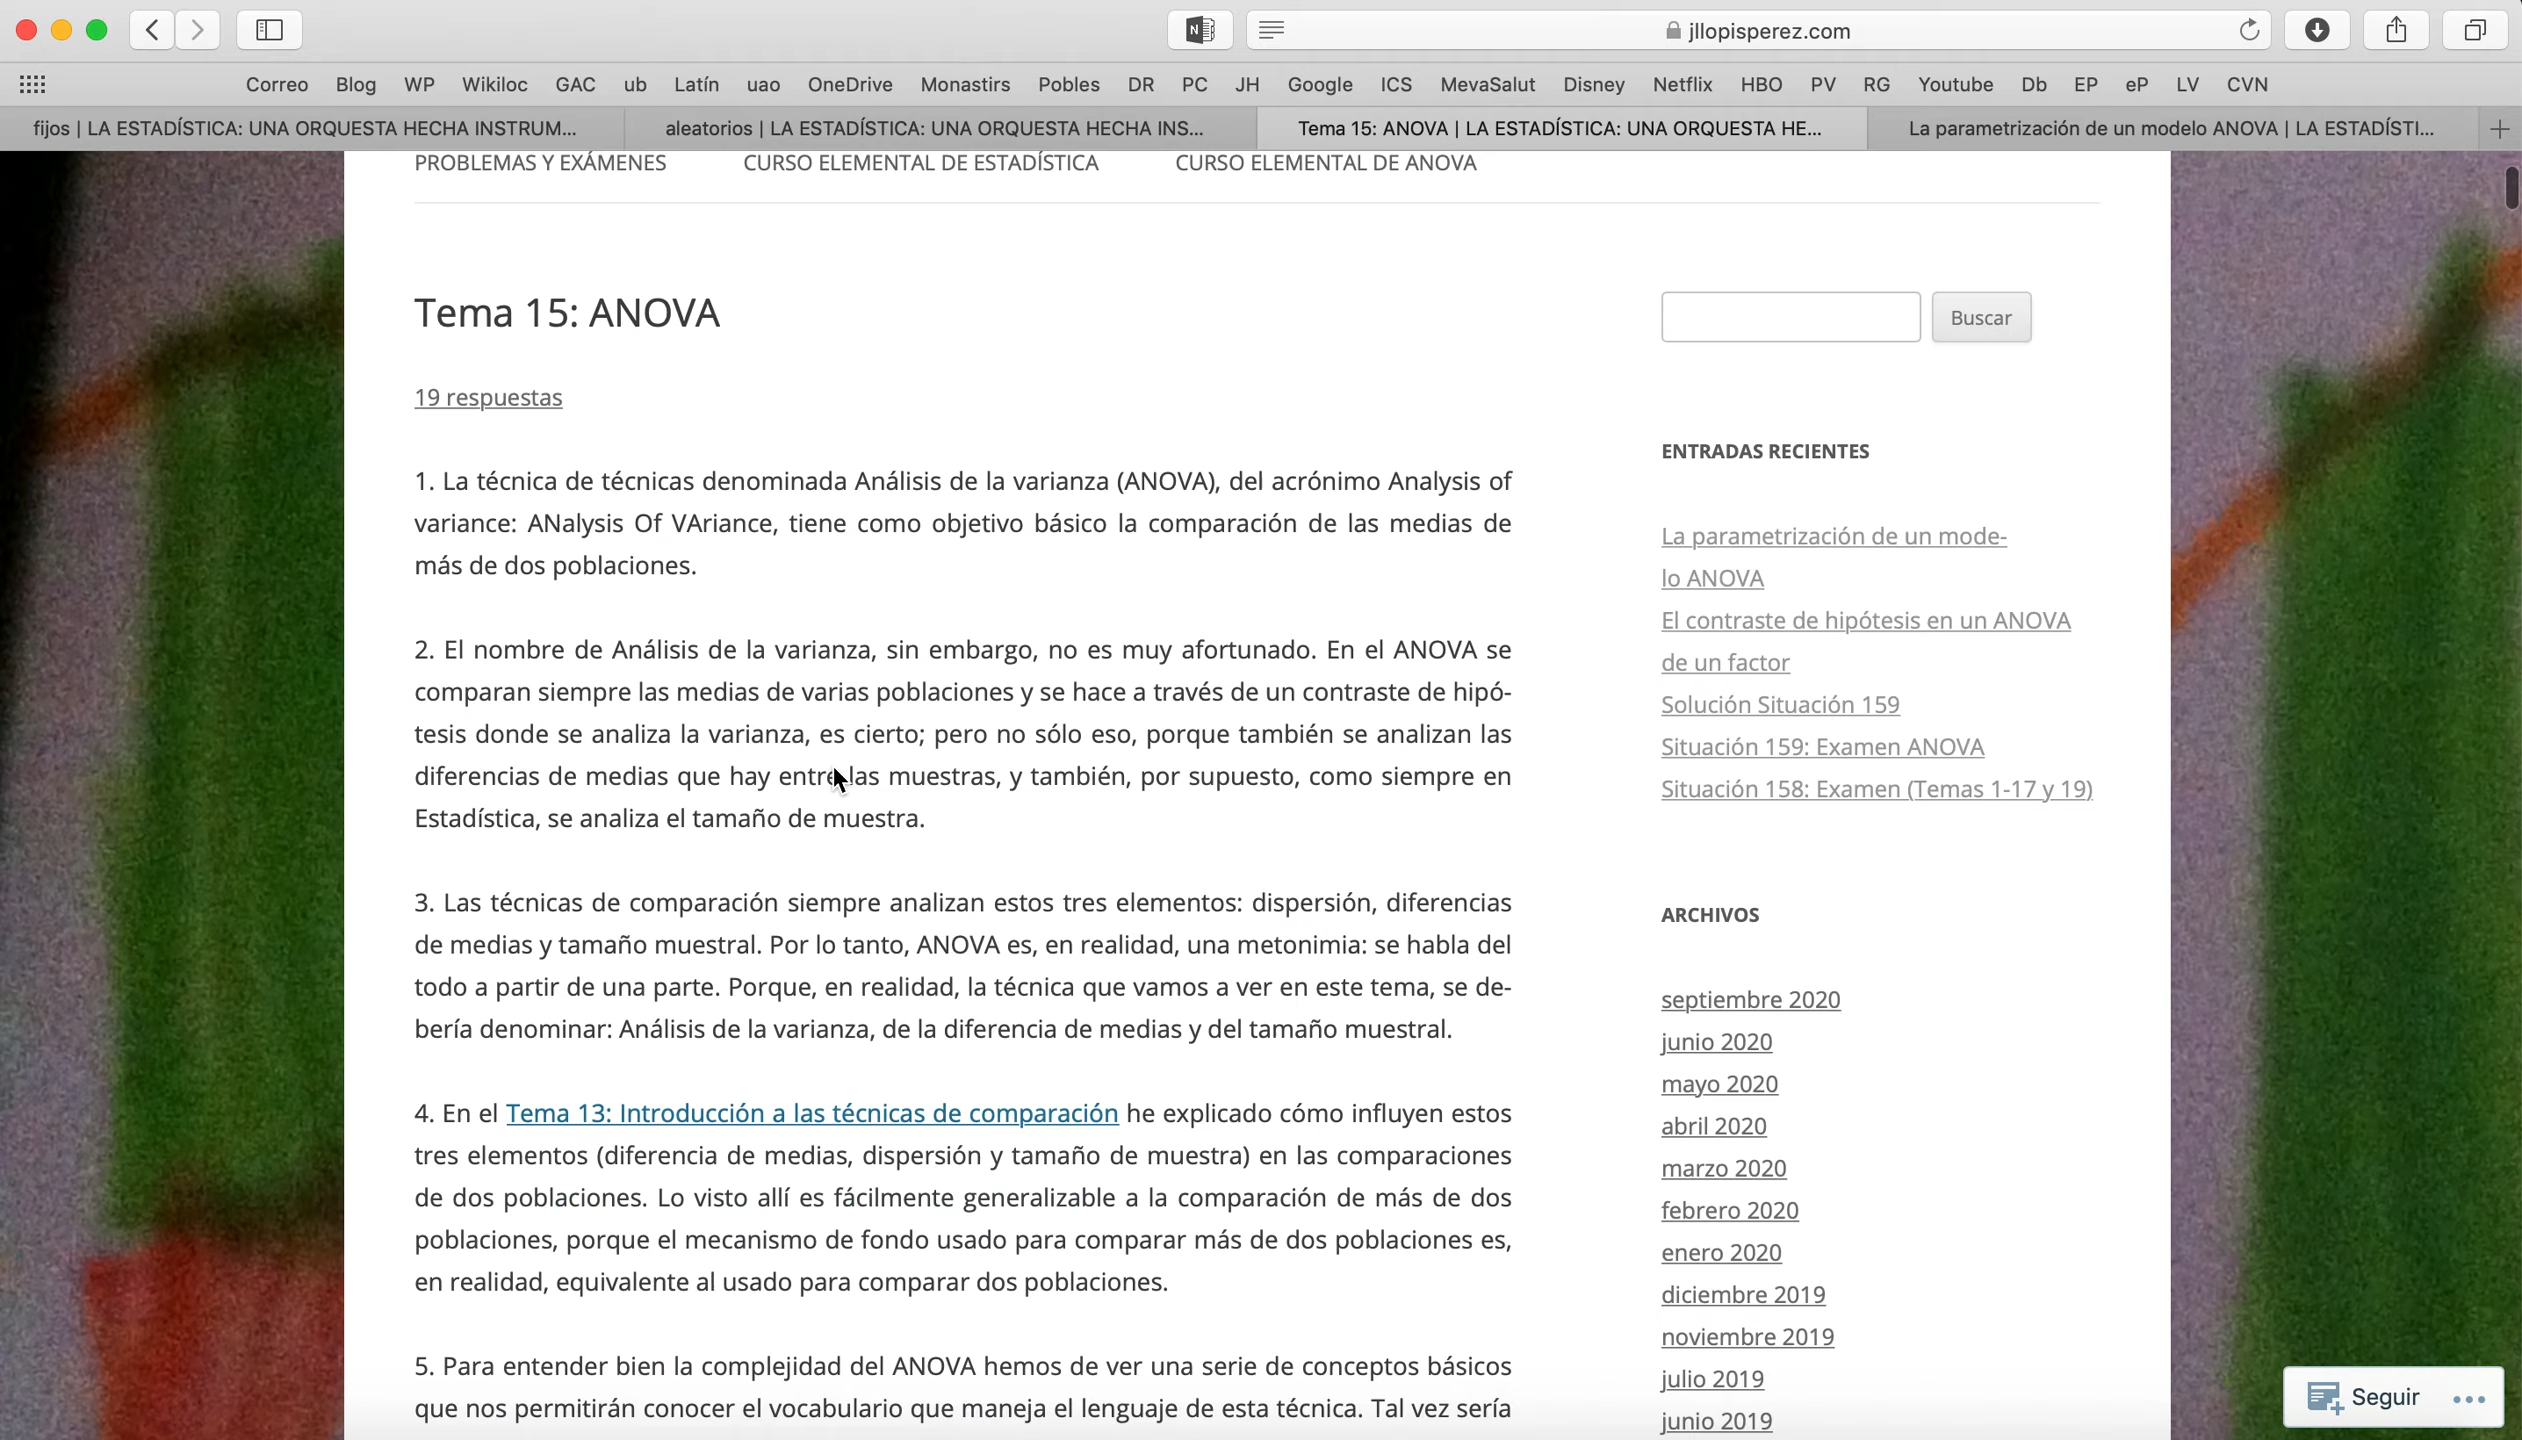 jllopisperez.com
Correo Blog WP Wikiloc GAC ub Latín uao OneDrive Monastirs Pobles DR PC JH Google ICS MevaSalut Disney Netflix HBO PV RG Youtube Db EP eP LV CVN
fijos | LA ESTADÍSTICA: UNA ORQUESTA HECHA INSTRUM...
aleatorios | LA ESTADÍSTICA: UNA ORQUESTA HECHA INS...
Tema 15: ANOVA | LA ESTADÍSTICA: UNA ORQUESTA HE...
La parametrización de un modelo ANOVA | LA ESTADÍSTI...
PROBLEMAS Y EXÁMENES CURSO ELEMENTAL DE ESTADÍSTICA CURSO ELEMENTAL DE ANOVA
Tema 15: ANOVA
19 respuestas
1. La técnica de técnicas denominada Análisis de la varianza (ANOVA), del acrónimo Analysis of
variance: ANalysis Of VAriance, tiene como objetivo básico la comparación de las medias de
más de dos poblaciones.
2. El nombre de Análisis de la varianza, sin embargo, no es muy afortunado. En el ANOVA se
comparan siempre las medias de varias poblaciones y se hace a través de un contraste de hipó-
tesis donde se analiza la varianza, es cierto; pero no sólo eso, porque también se analizan las
diferencias de medias que hay entre las muestras, y también, por supuesto, como siempre en
Estadística, se analiza el tamaño de muestra.
3. Las técnicas de comparación siempre analizan estos tres elementos: dispersión, diferencias
de medias y tamaño muestral. Por lo tanto, ANOVA es, en realidad, una metonimia: se habla del
todo a partir de una parte. Porque, en realidad, la técnica que vamos a ver en este tema, se de-
bería denominar: Análisis de la varianza, de la diferencia de medias y del tamaño muestral.
4. En el Tema 13: Introducción a las técnicas de comparación he explicado cómo influyen estos
tres elementos (diferencia de medias, dispersión y tamaño de muestra) en las comparaciones
de dos poblaciones. Lo visto allí es fácilmente generalizable a la comparación de más de dos
poblaciones, porque el mecanismo de fondo usado para comparar más de dos poblaciones es,
en realidad, equivalente al usado para comparar dos poblaciones.
5. Para entender bien la complejidad del ANOVA hemos de ver una serie de conceptos básicos
que nos permitirán conocer el vocabulario que maneja el lenguaje de esta técnica. Tal vez sería
Buscar
ENTRADAS RECIENTES
La parametrización de un mode-
lo ANOVA
El contraste de hipótesis en un ANOVA
de un factor
Solución Situación 159
Situación 159: Examen ANOVA
Situación 158: Examen (Temas 1-17 y 19)
ARCHIVOS
septiembre 2020
junio 2020
mayo 2020
abril 2020
marzo 2020
febrero 2020
enero 2020
diciembre 2019
noviembre 2019
julio 2019
junio 2019
Seguir